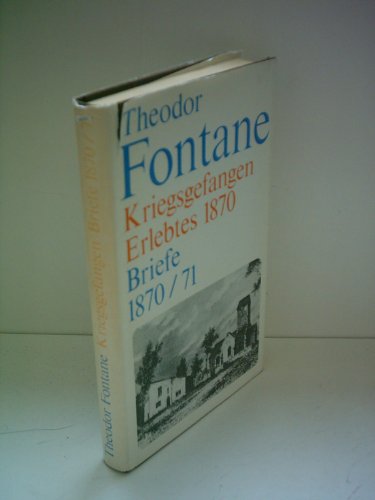 Theodor
Fontane
Kriegsgefangen
Erlebtes 1870
Briefe
1870/71
Theodor Fontane Kriegsgefangen Briefe 1870/71